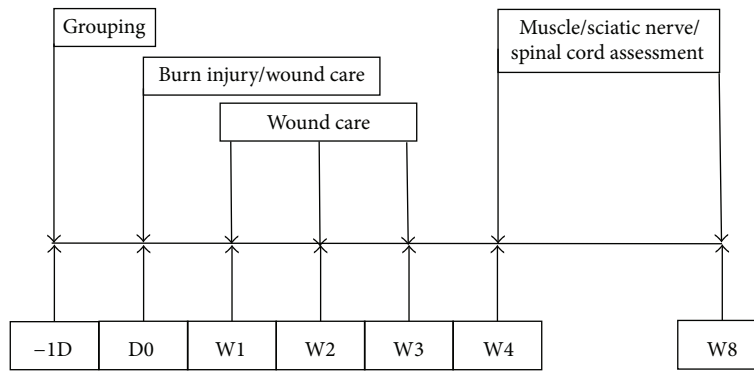 Grouping
Muscle/sciatic nerve/
spinal cord assessment
Burn injury/wound care
Wound care
−1D
D0
W1
W2
W3
W4
W8